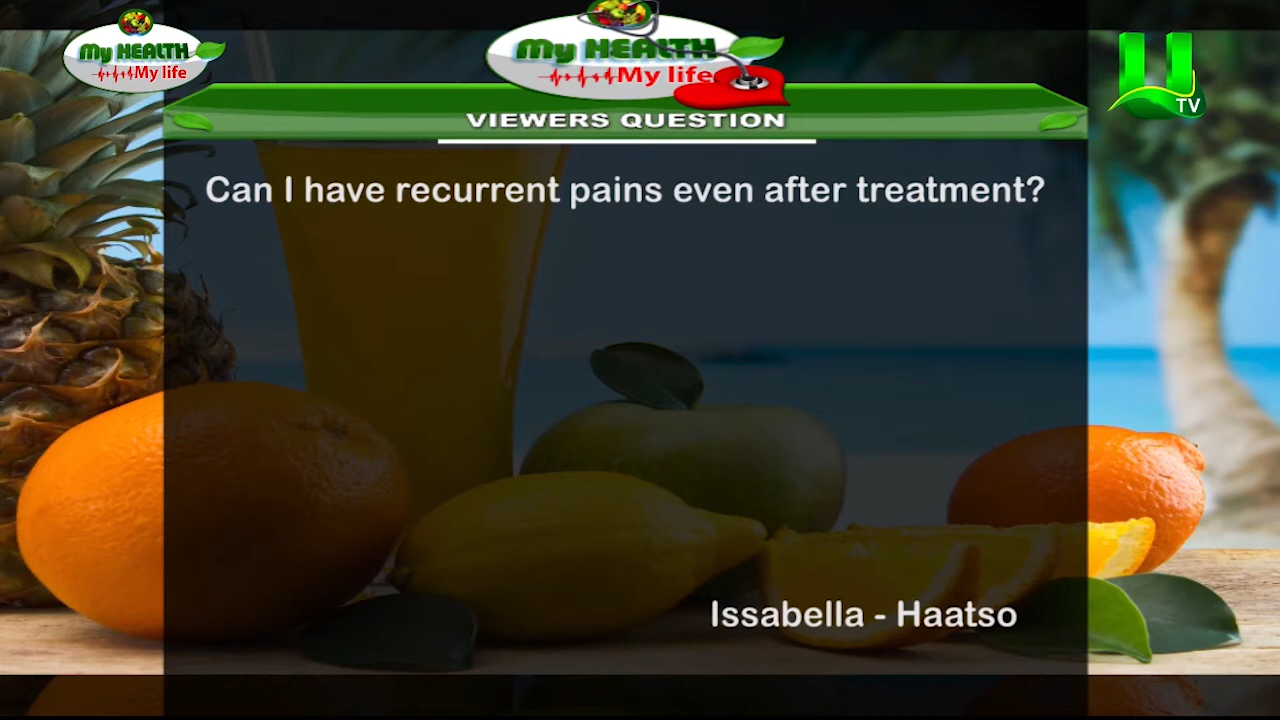 My HEALTH
My life
My HEALTH
My life
U
TV
VIEWERS QUESTION
Can I have recurrent pains even after treatment?
Issabella - Haatso